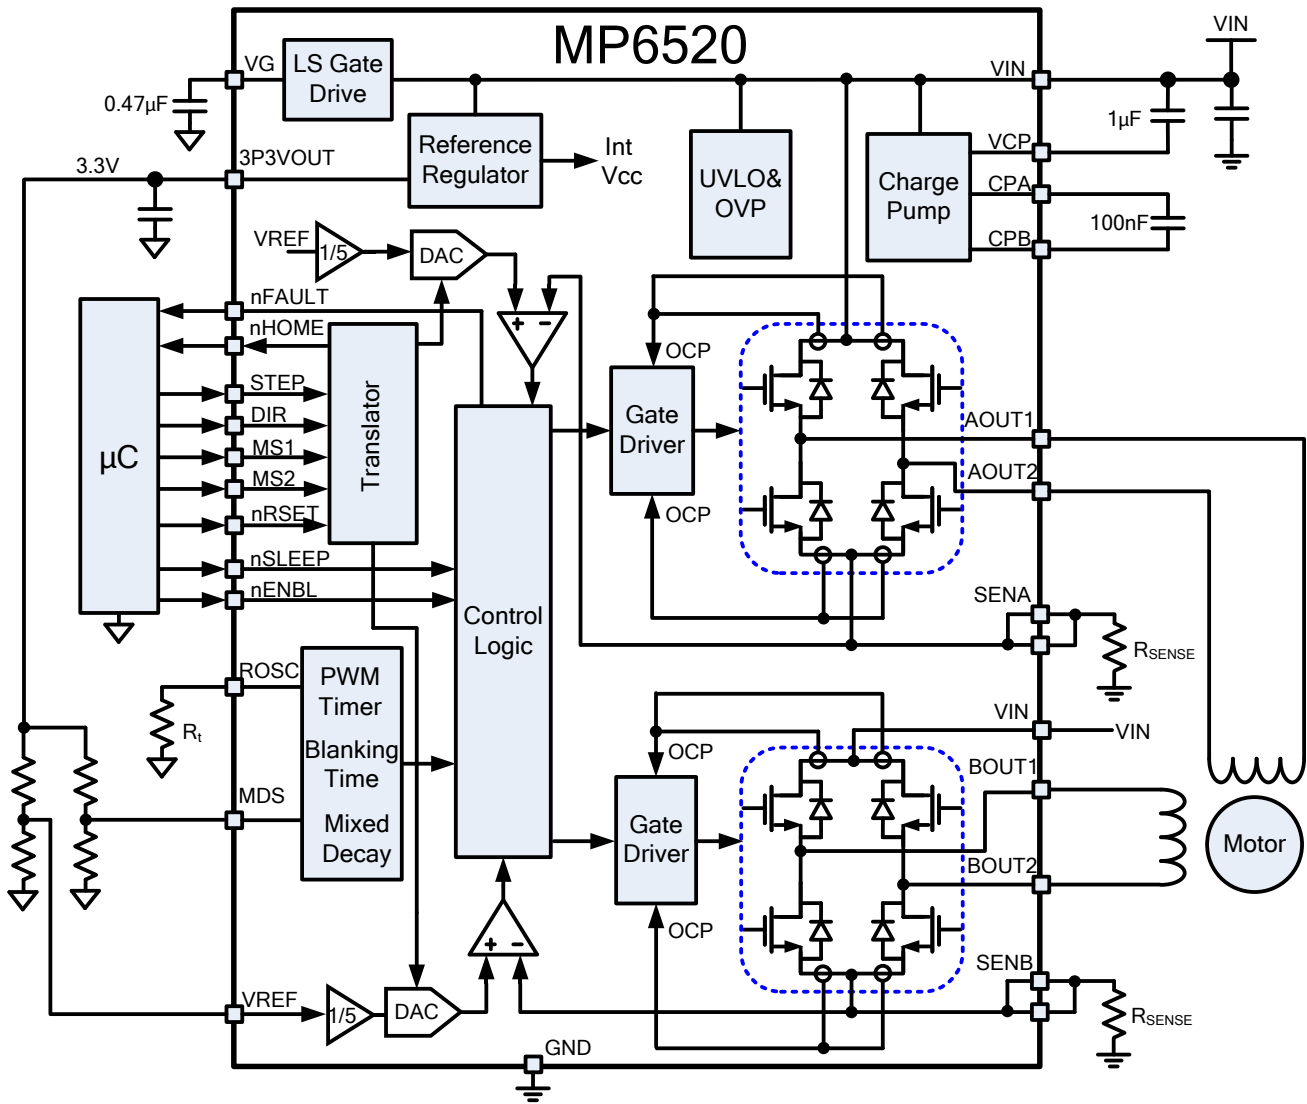 MP6520
VIN
VG
LS Gate
Drive
VIN
0.47µF
1µF
Reference
Regulator
Int
Vcc
UVLO&
OVP
Charge
Pump
VCP
CPA
CPB
100nF
3P3VOUT
3.3V
VREF
1/5
DAC
+ -
nFAULT
nHOME
STEP
DIR
MS1
MS2
nRSET
nSLEEP
nENBL
µC
Translator
Control
Logic
OCP
Gate
Driver
OCP
AOUT1
AOUT2
SENA
RSENSE
ROSC
Rt
PWM
Timer
Blanking
Time
Mixed
Decay
MDS
VIN
VIN
OCP
Gate
Driver
OCP
BOUT1
BOUT2
Motor
SENB
RSENSE
+ -
VREF
1/5
DAC
GND